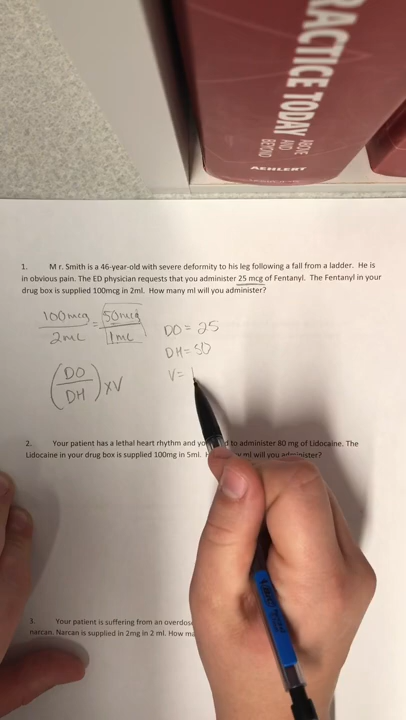 PRACTICE TODAY
ABOVE
AND
BEYOND
AEHLERT
1. Mr. Smith is a 46-year-old with severe deformity to his leg following a fall from a ladder. He is
in obvious pain. The ED physician requests that you administer 25 mcg of Fentanyl. The Fentanyl in your
drug box is supplied 100mcg in 2ml. How many ml will you administer?
100mcg = 50mcg
2mL 1mL
DO = 25
DH = 50
V = 1
(DO/DH) x V
2. Your patient has a lethal heart rhythm and to administer 80 mg of Lidocaine. The
Lidocaine in your drug box is supplied 100mg in 5ml. ml will you administer?
3. Your patient is suffering from an overdose
narcan. Narcan is supplied in 2mg in 2 ml. How